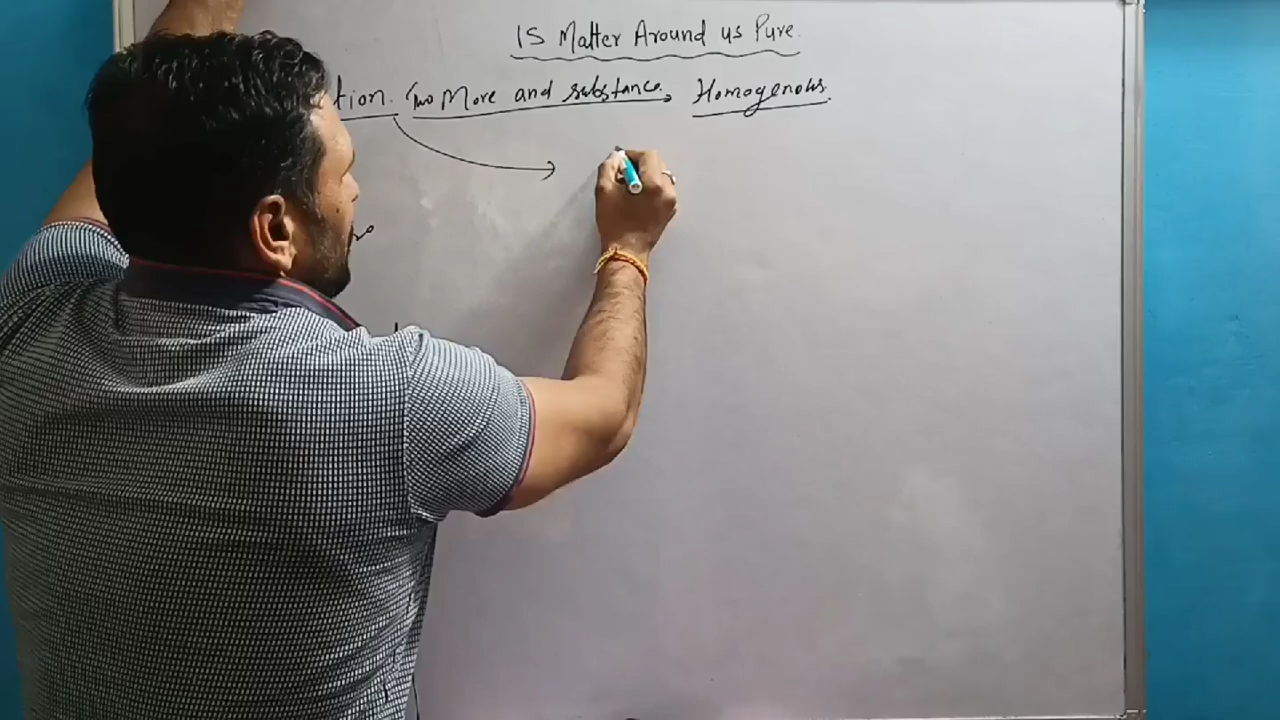 IS Matter Around us Pure.
tion. Two More and substance. Homogenous.